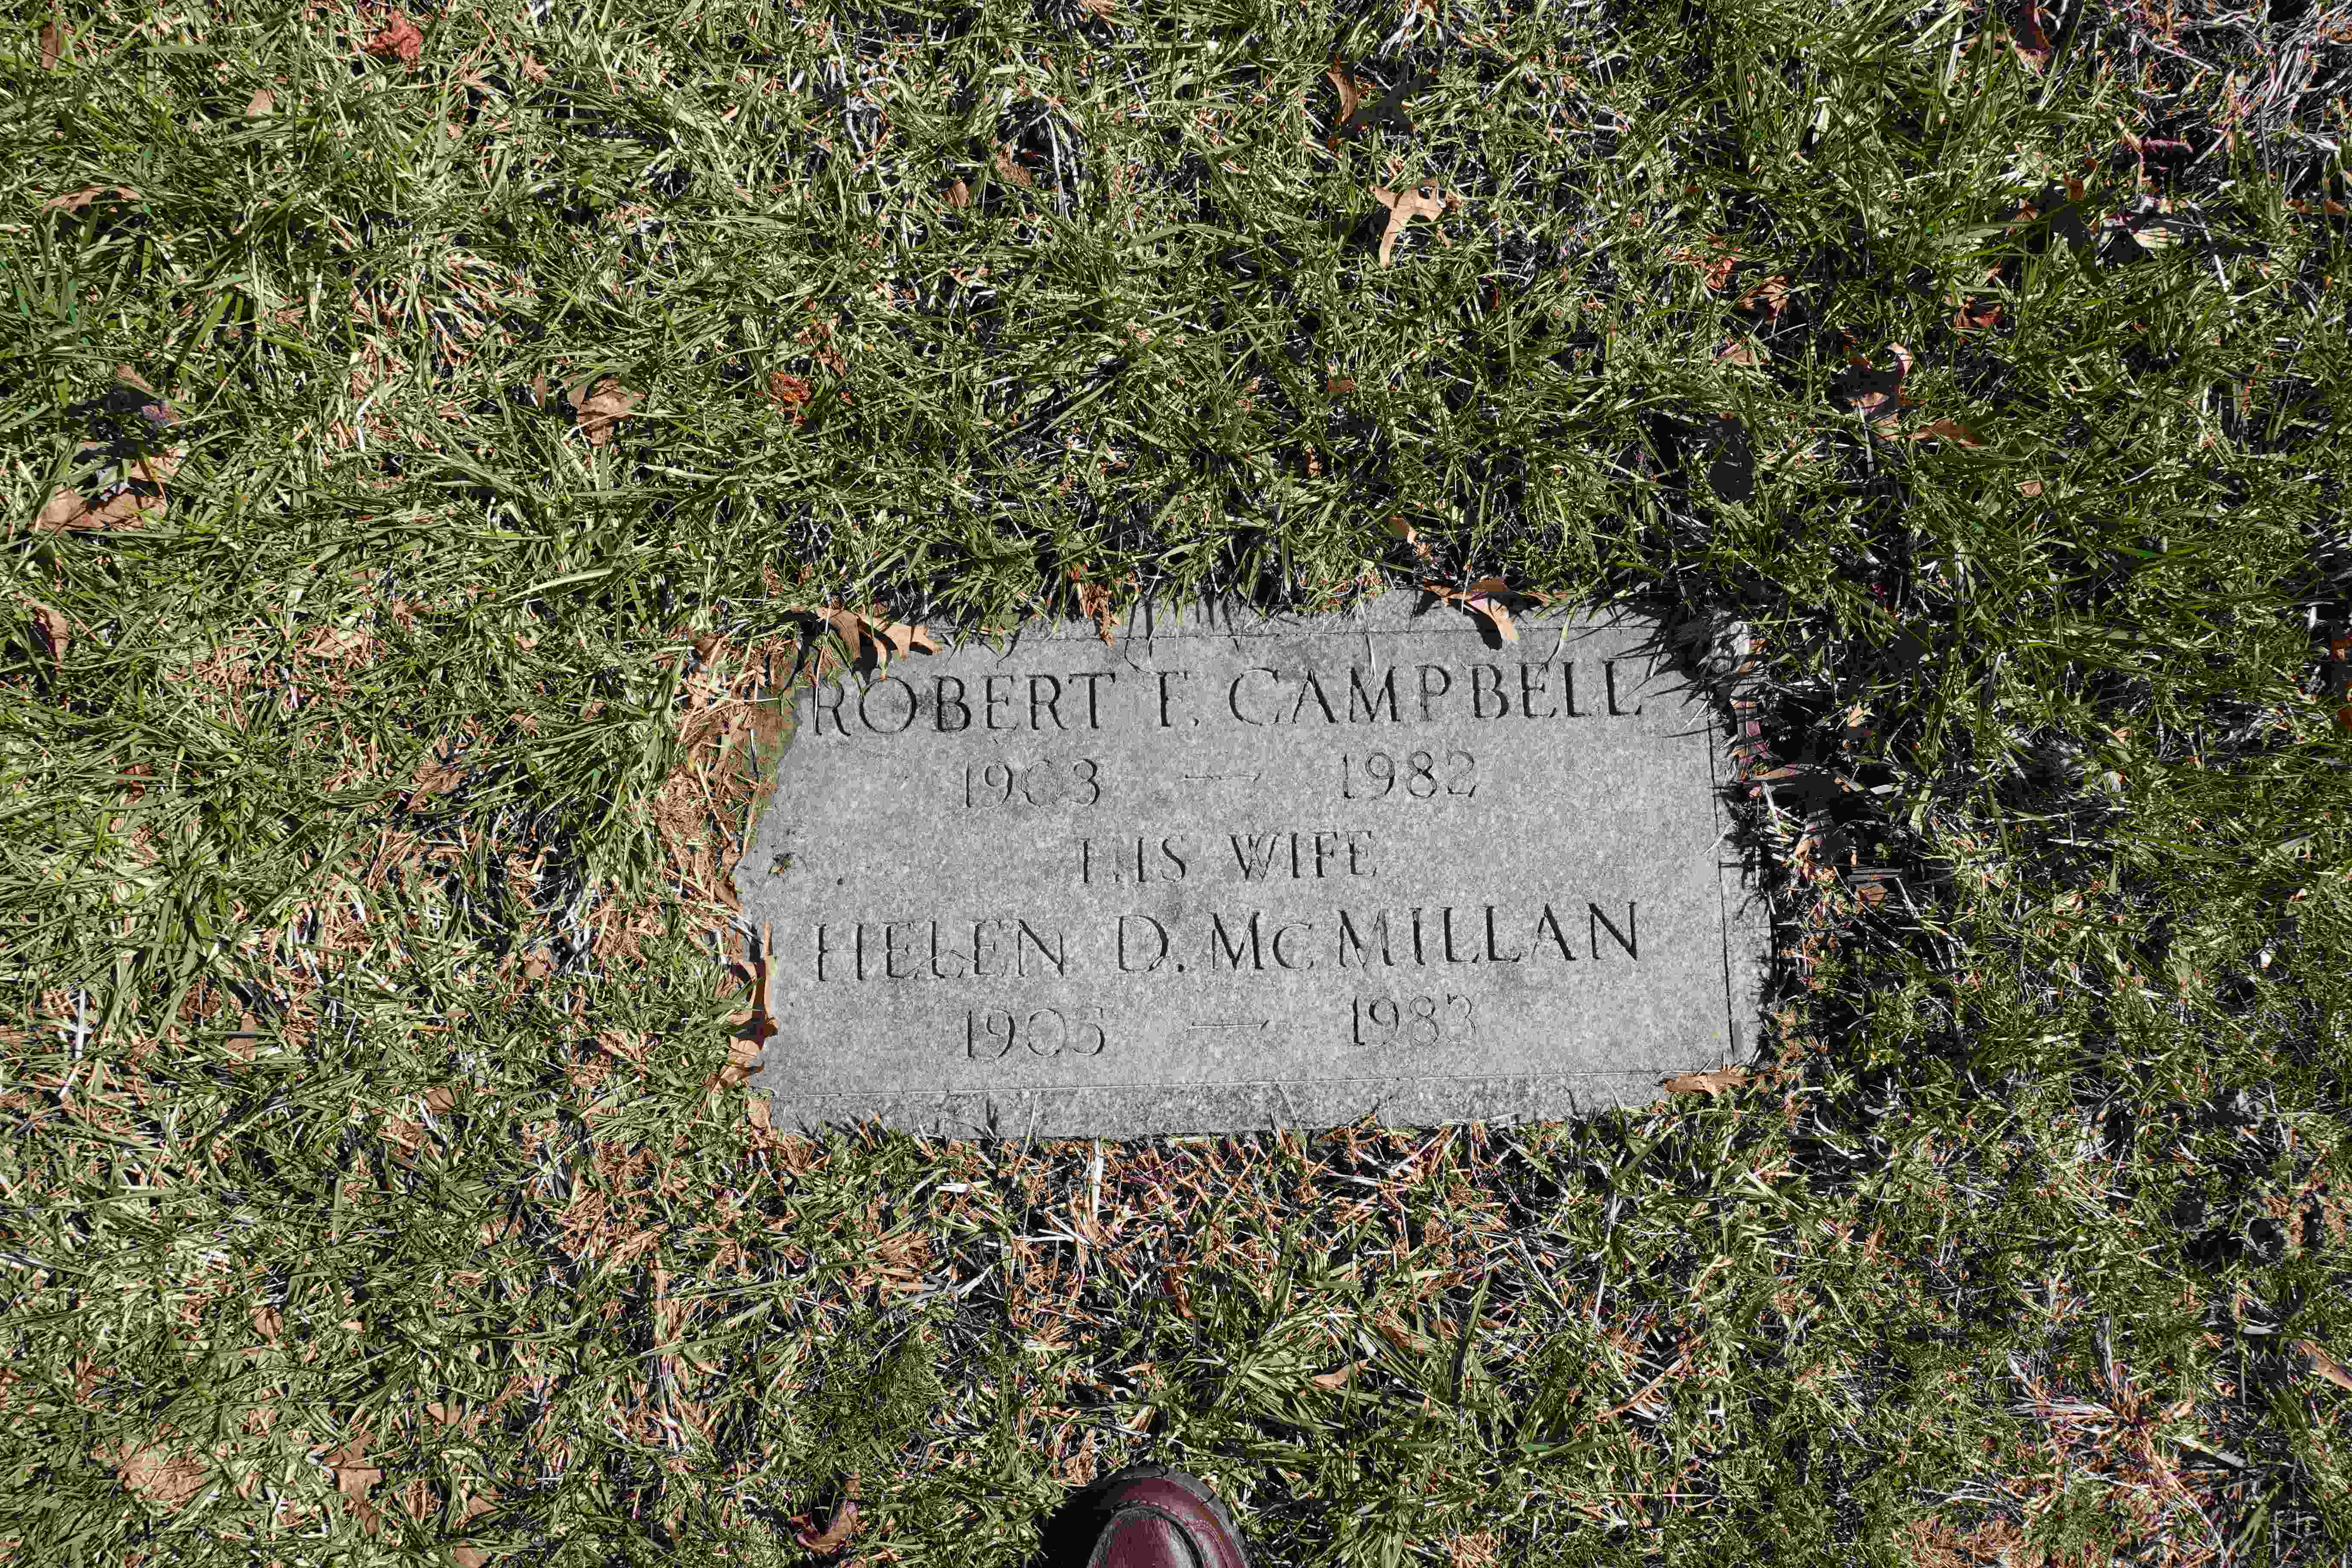 ROBERT F. CAMPBELL
1903 — 1982
HIS WIFE
HELEN D. McMILLAN
1905 — 1983